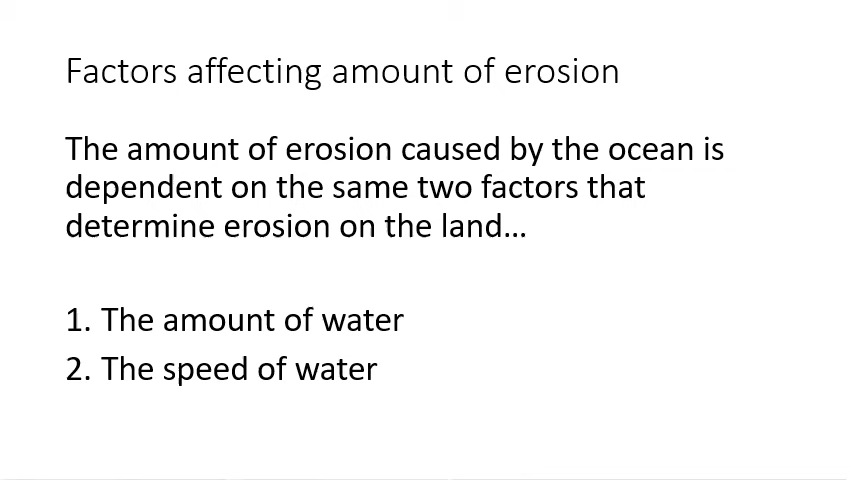 Factors affecting amount of erosion
The amount of erosion caused by the ocean is
dependent on the same two factors that
determine erosion on the land…
1. The amount of water
2. The speed of water